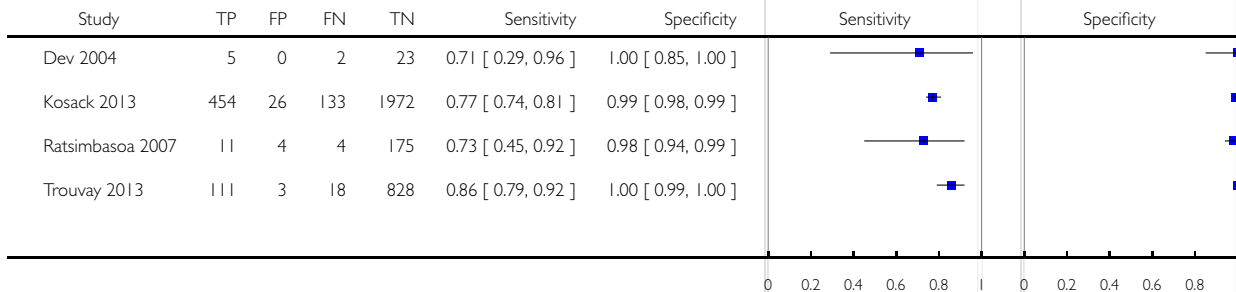 Study TP FP FN TN Sensitivity Specificity Sensitivity Specificity
Dev 2004 5 0 2 23 0.71 [ 0.29, 0.96 ] 1.00 [ 0.85, 1.00 ]
Kosack 2013 454 26 133 1972 0.77 [ 0.74, 0.81 ] 0.99 [ 0.98, 0.99 ]
Ratsimbasoa 2007 11 4 4 175 0.73 [ 0.45, 0.92 ] 0.98 [ 0.94, 0.99 ]
Trouvay 2013 111 3 18 828 0.86 [ 0.79, 0.92 ] 1.00 [ 0.99, 1.00 ]
0 0.2 0.4 0.6 0.8 1 0 0.2 0.4 0.6 0.8